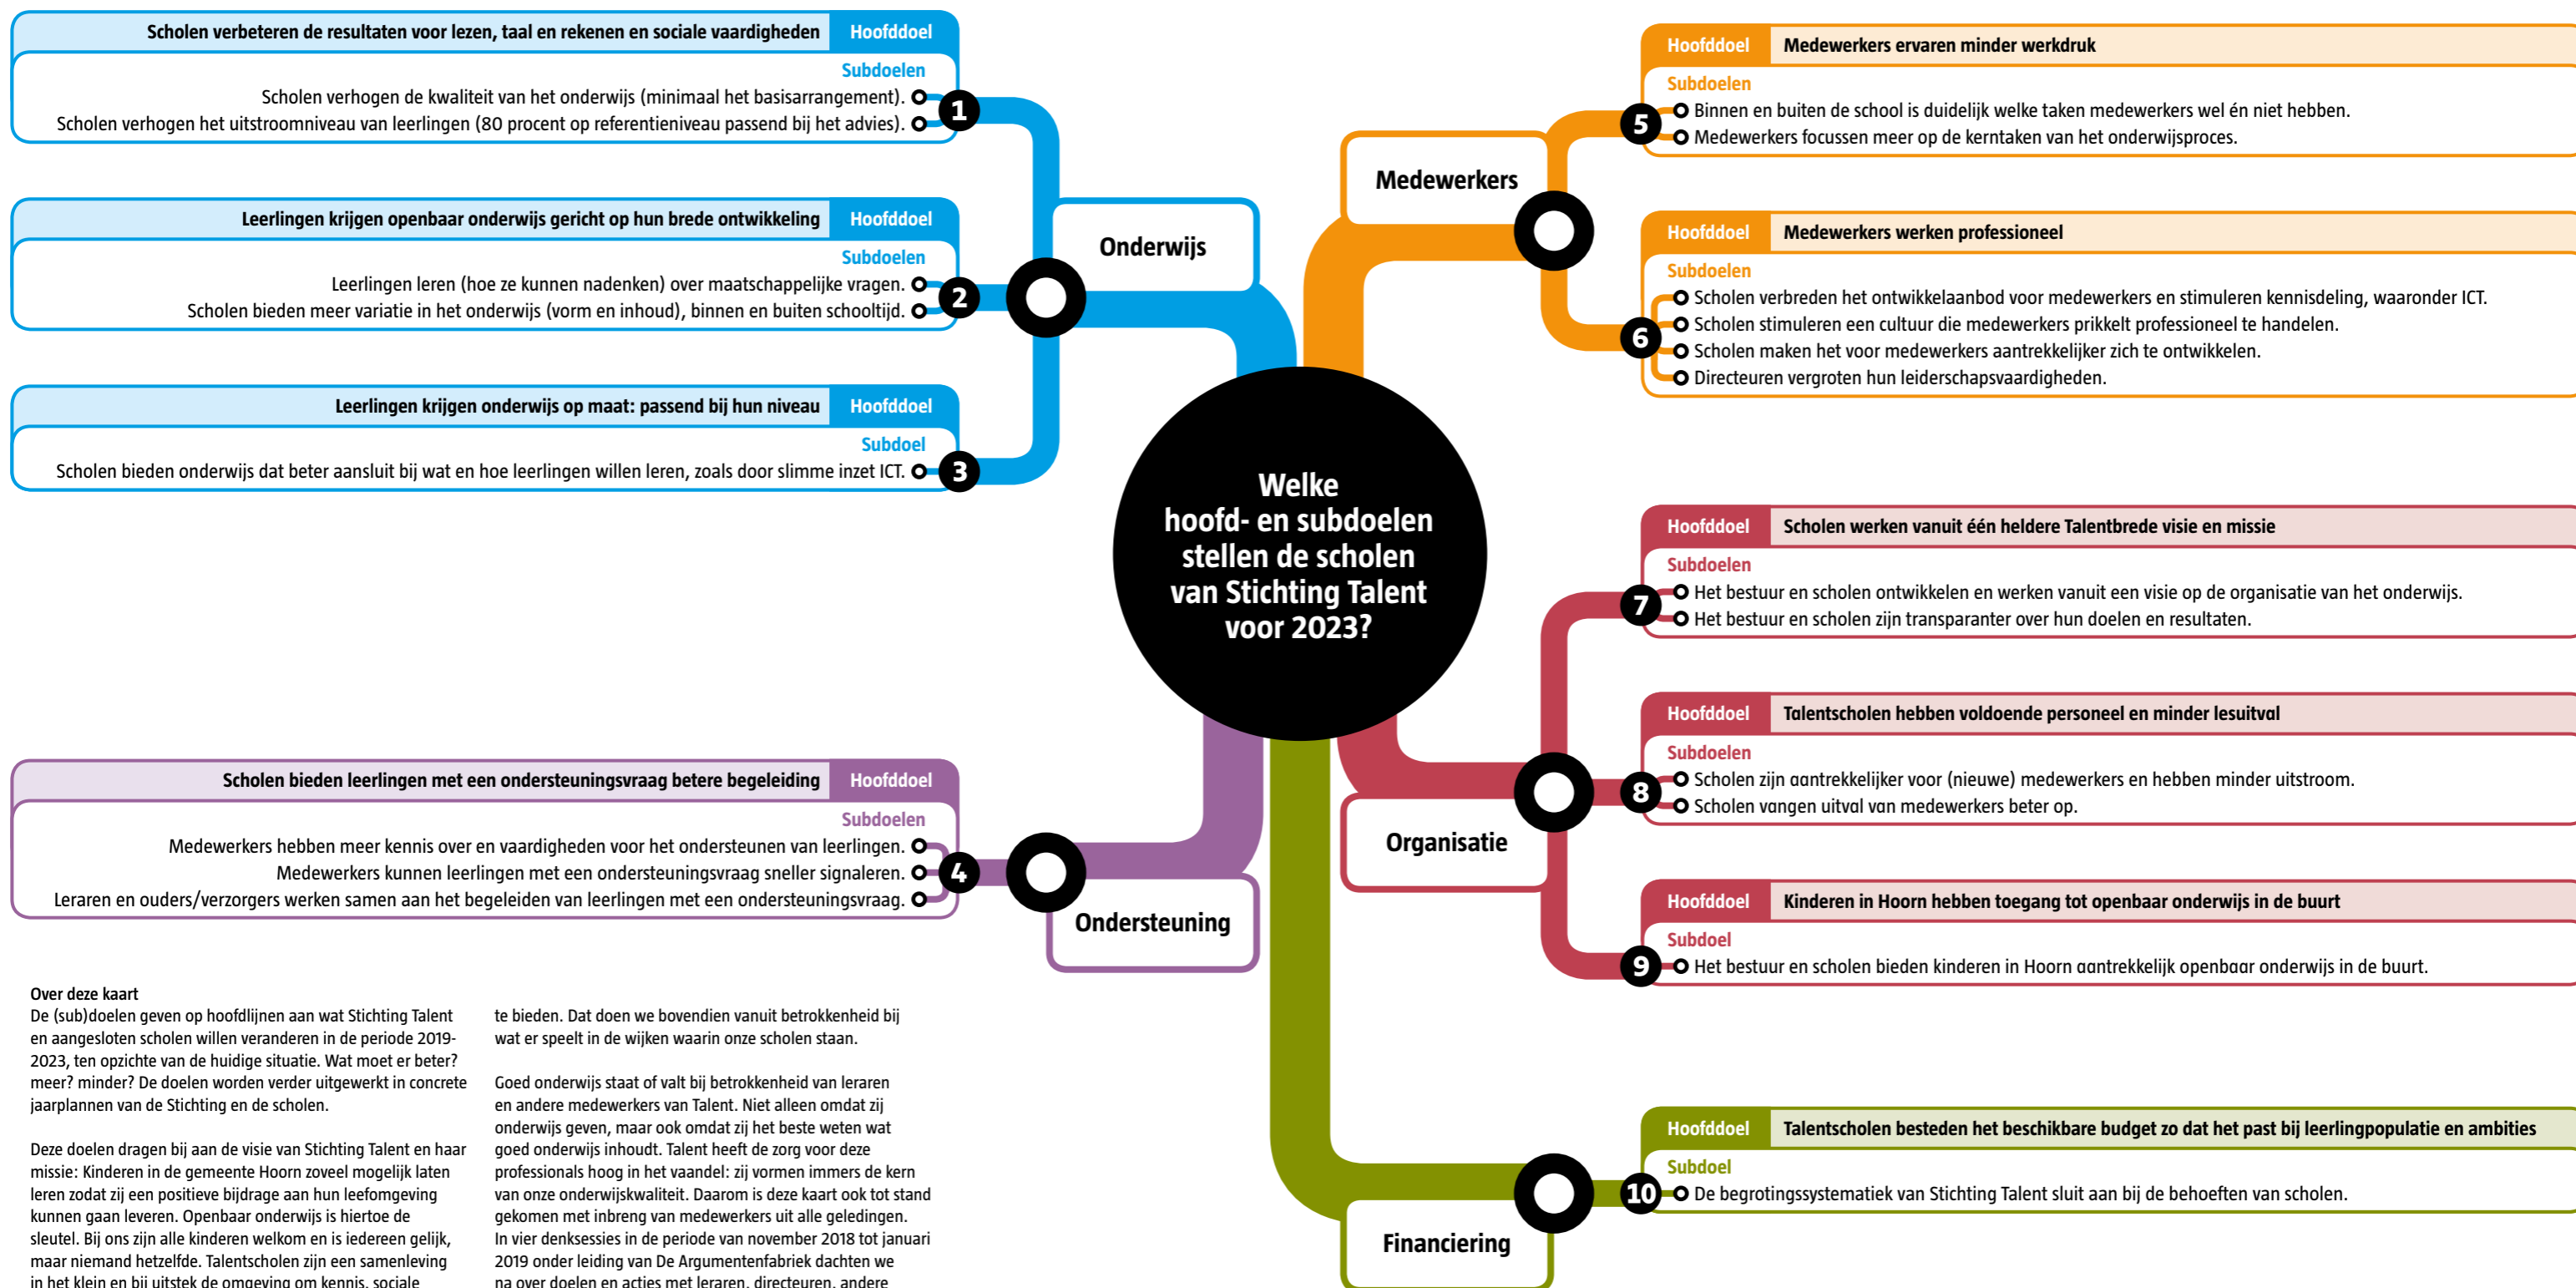 Scholen verbeteren de resultaten voor lezen, taal en rekenen en sociale vaardigheden Hoofddoel
Subdoelen
Scholen verhogen de kwaliteit van het onderwijs (minimaal het basisarrangement).
Scholen verhogen het uitstroomniveau van leerlingen (80 procent op referentieniveau passend bij het advies).
1
Leerlingen krijgen openbaar onderwijs gericht op hun brede ontwikkeling Hoofddoel
Subdoelen
Leerlingen leren (hoe ze kunnen nadenken) over maatschappelijke vragen.
Scholen bieden meer variatie in het onderwijs (vorm en inhoud), binnen en buiten schooltijd.
2
Leerlingen krijgen onderwijs op maat: passend bij hun niveau Hoofddoel
Subdoel
Scholen bieden onderwijs dat beter aansluit bij wat en hoe leerlingen willen leren, zoals door slimme inzet ICT.
3
Onderwijs
Scholen bieden leerlingen met een ondersteuningsvraag betere begeleiding Hoofddoel
Subdoelen
Medewerkers hebben meer kennis over en vaardigheden voor het ondersteunen van leerlingen.
Medewerkers kunnen leerlingen met een ondersteuningsvraag sneller signaleren.
Leraren en ouders/verzorgers werken samen aan het begeleiden van leerlingen met een ondersteuningsvraag.
4
Ondersteuning
Welke
hoofd- en subdoelen
stellen de scholen
van Stichting Talent
voor 2023?
Medewerkers
Hoofddoel Medewerkers ervaren minder werkdruk
Subdoelen
5
Binnen en buiten de school is duidelijk welke taken medewerkers wel én niet hebben.
Medewerkers focussen meer op de kerntaken van het onderwijsproces.
Hoofddoel Medewerkers werken professioneel
Subdoelen
6
Scholen verbreden het ontwikkelaanbod voor medewerkers en stimuleren kennisdeling, waaronder ICT.
Scholen stimuleren een cultuur die medewerkers prikkelt professioneel te handelen.
Scholen maken het voor medewerkers aantrekkelijker zich te ontwikkelen.
Directeuren vergroten hun leiderschapsvaardigheden.
Organisatie
Hoofddoel Scholen werken vanuit één heldere Talentbrede visie en missie
Subdoelen
7
Het bestuur en scholen ontwikkelen en werken vanuit een visie op de organisatie van het onderwijs.
Het bestuur en scholen zijn transparanter over hun doelen en resultaten.
Hoofddoel Talentscholen hebben voldoende personeel en minder lesuitval
Subdoelen
8
Scholen zijn aantrekkelijker voor (nieuwe) medewerkers en hebben minder uitstroom.
Scholen vangen uitval van medewerkers beter op.
Hoofddoel Kinderen in Hoorn hebben toegang tot openbaar onderwijs in de buurt
Subdoel
9
Het bestuur en scholen bieden kinderen in Hoorn aantrekkelijk openbaar onderwijs in de buurt.
Financiering
Hoofddoel Talentscholen besteden het beschikbare budget zo dat het past bij leerlingpopulatie en ambities
Subdoel
10
De begrotingssystematiek van Stichting Talent sluit aan bij de behoeften van scholen.
Over deze kaart
De (sub)doelen geven op hoofdlijnen aan wat Stichting Talent
en aangesloten scholen willen veranderen in de periode 2019-
2023, ten opzichte van de huidige situatie. Wat moet er beter?
meer? minder? De doelen worden verder uitgewerkt in concrete
jaarplannen van de Stichting en de scholen.
Deze doelen dragen bij aan de visie van Stichting Talent en haar
missie: Kinderen in de gemeente Hoorn zoveel mogelijk laten
leren zodat zij een positieve bijdrage aan hun leefomgeving
kunnen gaan leveren. Openbaar onderwijs is hiertoe de
sleutel. Bij ons zijn alle kinderen welkom en is iedereen gelijk,
maar niemand hetzelfde. Talentscholen zijn een samenleving
in het klein en bij uitstek de omgeving om kennis, sociale
te bieden. Dat doen we bovendien vanuit betrokkenheid bij
wat er speelt in de wijken waarin onze scholen staan.
Goed onderwijs staat of valt bij betrokkenheid van leraren
en andere medewerkers van Talent. Niet alleen omdat zij
onderwijs geven, maar ook omdat zij het beste weten wat
goed onderwijs inhoudt. Talent heeft de zorg voor deze
professionals hoog in het vaandel: zij vormen immers de kern
van onze onderwijskwaliteit. Daarom is deze kaart ook tot stand
gekomen met inbreng van medewerkers uit alle geledingen.
In vier denksessies in de periode van november 2018 tot januari
2019 onder leiding van De Argumentenfabriek dachten we
na over doelen en acties met leraren, directeuren, andere